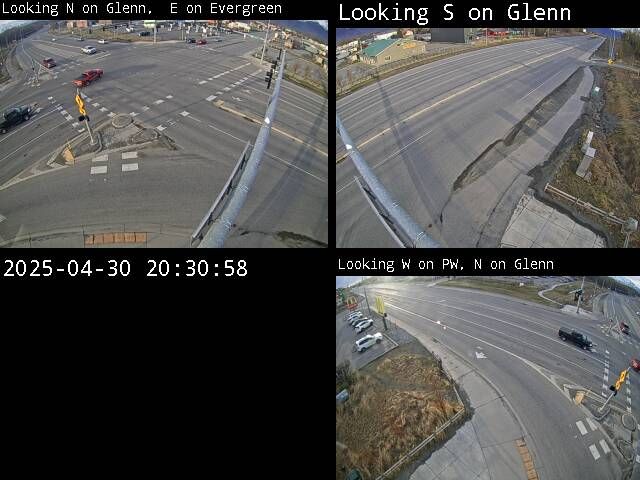 Looking N on Glenn,  E on Evergreen
Looking S on Glenn
2025-04-30 20:30:58
Looking W on PW, N on Glenn